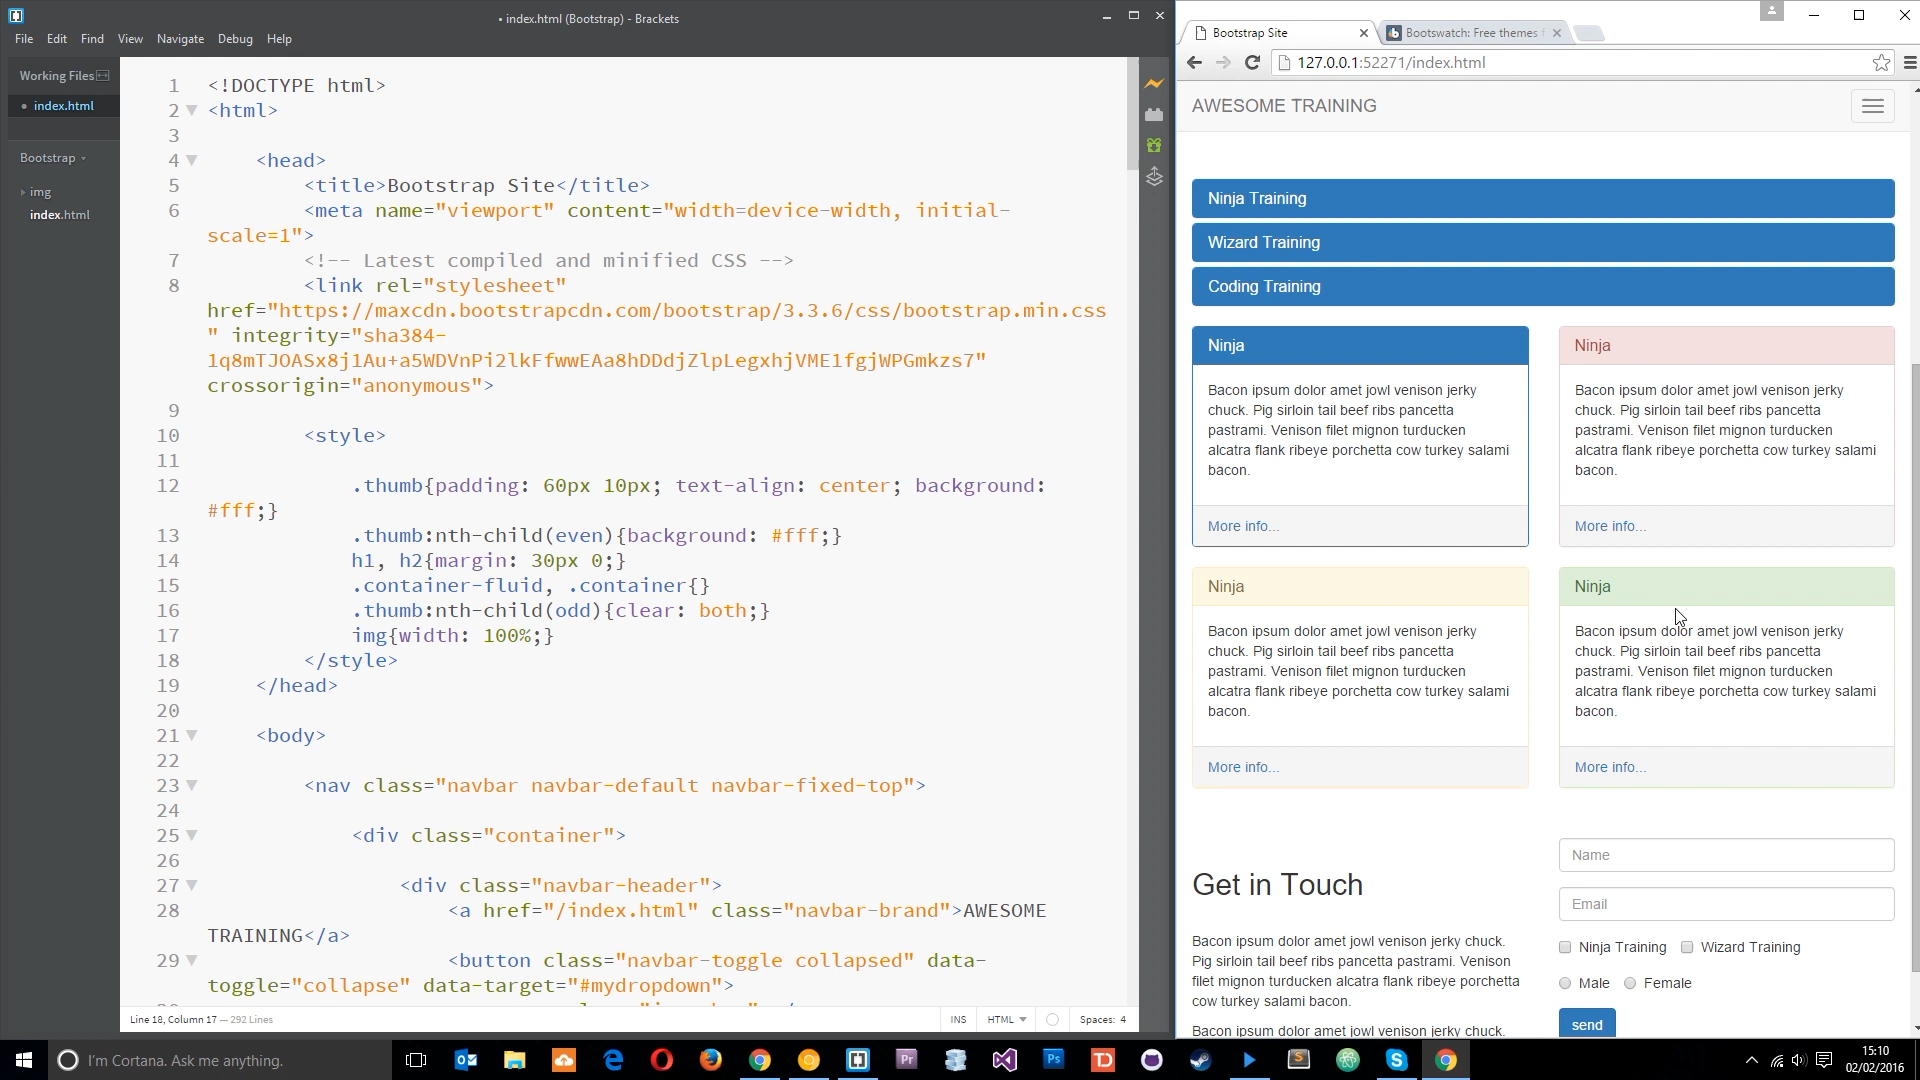 • index.html (Bootstrap) - Brackets
File Edit Find View Navigate Debug Help
Working Files
• index.html
Bootstrap
img
index.html
1 <!DOCTYPE html>
2 <html>
3
4 <head>
5 <title>Bootstrap Site</title>
6 <meta name="viewport" content="width=device-width, initial-
scale=1">
7 <!-- Latest compiled and minified CSS -->
8 <link rel="stylesheet"
href="https://maxcdn.bootstrapcdn.com/bootstrap/3.3.6/css/bootstrap.min.css
" integrity="sha384-
1q8mTJOASx8j1Au+a5WDVnPi2lkFfwwEAa8hDDdjZlpLegxhjVME1fgjWPGmkzs7"
crossorigin="anonymous">
9
10 <style>
11
12 .thumb{padding: 60px 10px; text-align: center; background:
#fff;}
13 .thumb:nth-child(even){background: #fff;}
14 h1, h2{margin: 30px 0;}
15 .container-fluid, .container{}
16 .thumb:nth-child(odd){clear: both;}
17 img{width: 100%;}
18 </style>
19 </head>
20
21 <body>
22
23 <nav class="navbar navbar-default navbar-fixed-top">
24
25 <div class="container">
26
27 <div class="navbar-header">
28 <a href="/index.html" class="navbar-brand">AWESOME
TRAINING</a>
29 <button class="navbar-toggle collapsed" data-
toggle="collapse" data-target="#mydropdown">
Line 18, Column 17 — 292 Lines
INS HTML Spaces: 4
Bootstrap Site
Bootswatch: Free themes f
127.0.0.1:52271/index.html
AWESOME TRAINING
Ninja Training
Wizard Training
Coding Training
Ninja
Bacon ipsum dolor amet jowl venison jerky
chuck. Pig sirloin tail beef ribs pancetta
pastrami. Venison filet mignon turducken
alcatra flank ribeye porchetta cow turkey salami
bacon.
More info...
Ninja
Bacon ipsum dolor amet jowl venison jerky
chuck. Pig sirloin tail beef ribs pancetta
pastrami. Venison filet mignon turducken
alcatra flank ribeye porchetta cow turkey salami
bacon.
More info...
Ninja
Bacon ipsum dolor amet jowl venison jerky
chuck. Pig sirloin tail beef ribs pancetta
pastrami. Venison filet mignon turducken
alcatra flank ribeye porchetta cow turkey salami
bacon.
More info...
Ninja
Bacon ipsum dolor amet jowl venison jerky
chuck. Pig sirloin tail beef ribs pancetta
pastrami. Venison filet mignon turducken
alcatra flank ribeye porchetta cow turkey salami
bacon.
More info...
Get in Touch
Bacon ipsum dolor amet jowl venison jerky chuck.
Pig sirloin tail beef ribs pancetta pastrami. Venison
filet mignon turducken alcatra flank ribeye porchetta
cow turkey salami bacon.
Bacon ipsum dolor amet jowl venison jerky chuck.
Name
Email
Ninja Training Wizard Training
Male Female
send
I'm Cortana. Ask me anything.
15:10
02/02/2016